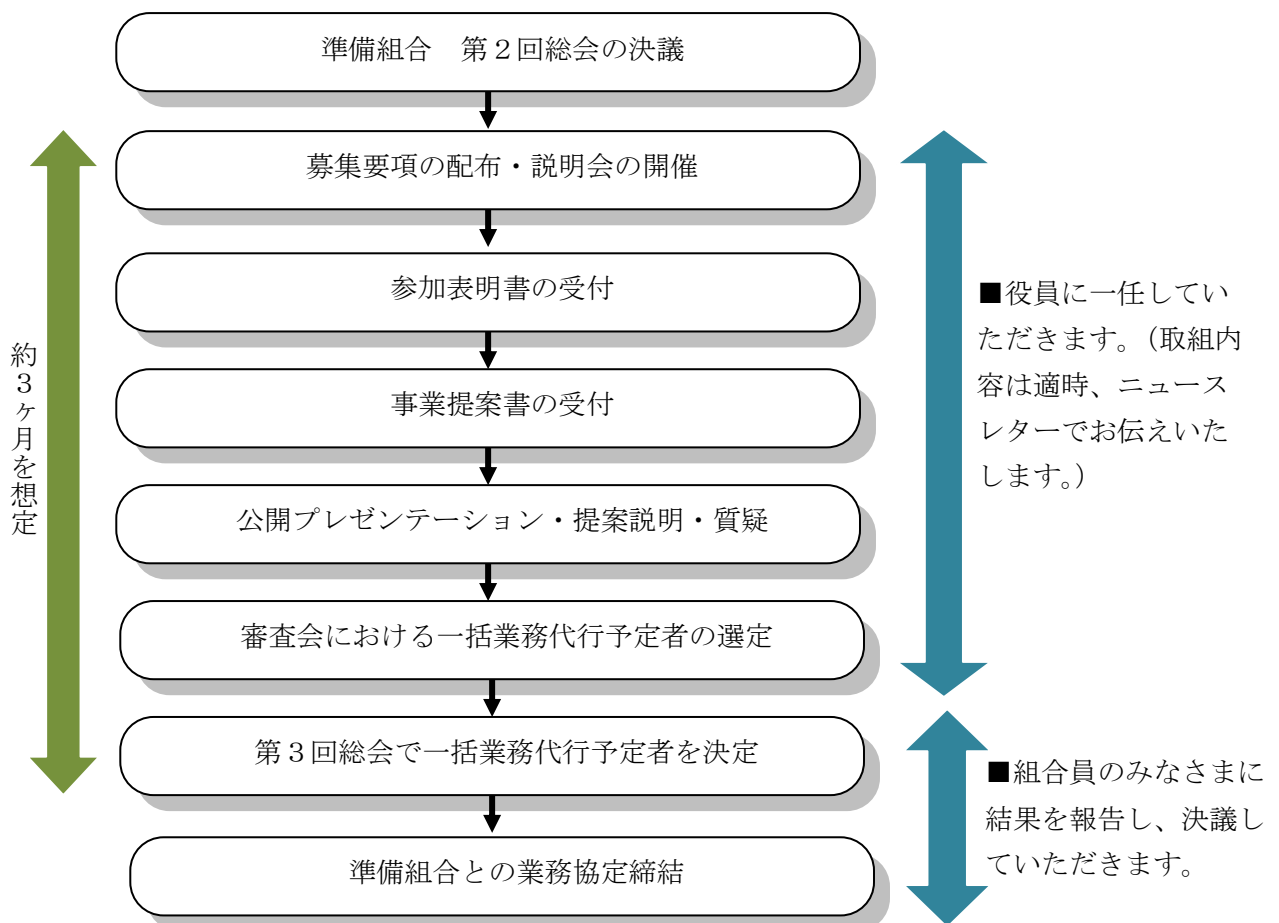 準備組合　第２回総会の決議
募集要項の配布・説明会の開催
参加表明書の受付
事業提案書の受付
公開プレゼンテーション・提案説明・質疑
審査会における一括業務代行予定者の選定
第３回総会で一括業務代行予定者を決定
準備組合との業務協定締結
約３ヶ月を想定
■役員に一任してい
ただきます。（取組内
容は適時、ニュース
レターでお伝えいた
します。）
■組合員のみなさまに
結果を報告し、決議し
ていただきます。